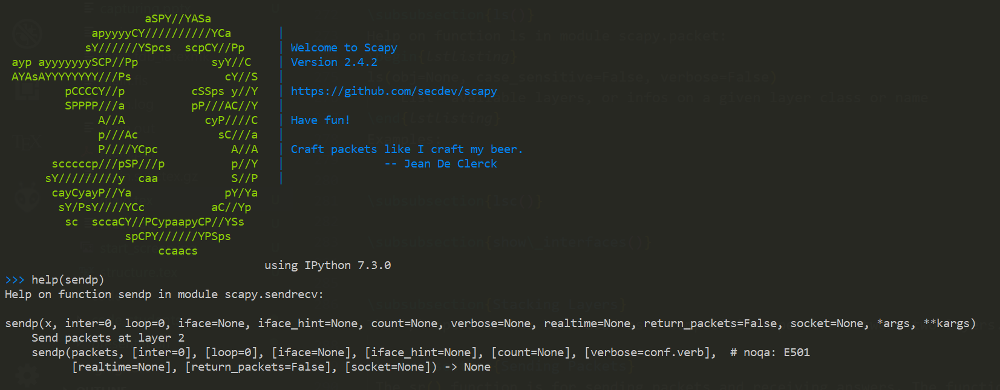 aSPY//YASa
apyyyyCY//////////YCa
sY//////YSpcs  scpCY//Pp
Welcome to Scapy
ayp ayyyyyyySCP//Pp           syY//C
Version 2.4.2
AYAsAYYYYYYYY///Ps              cY//S
pCCCCY//p          cSSps y//Y
https://github.com/secdev/scapy
SPPPP///a          pP///AC//Y
A//A            cyP////C
Have fun!
p///Ac            sC///a
P////YCpc           A//A
Craft packets like I craft my beer.
scccccp///pSP///p          p//Y
-- Jean De Clerck
sY/////////y  caa           S//P
cayCyayP//Ya              pY/Ya
sY/PsY////YCc          aC//Yp
sc  sccaCY//PCypaapyCP//YSs
spCPY//////YPSps
ccaacs
using IPython 7.3.0
>>> help(sendp)
Help on function sendp in module scapy.sendrecv:
sendp(x, inter=0, loop=0, iface=None, iface_hint=None, count=None, verbose=None, realtime=None, return_packets=False, socket=None, *args, **kargs)
Send packets at layer 2
sendp(packets, [inter=0], [loop=0], [iface=None], [iface_hint=None], [count=None], [verbose=conf.verb],  # noqa: E501
[realtime=None], [return_packets=False], [socket=None]) -> None